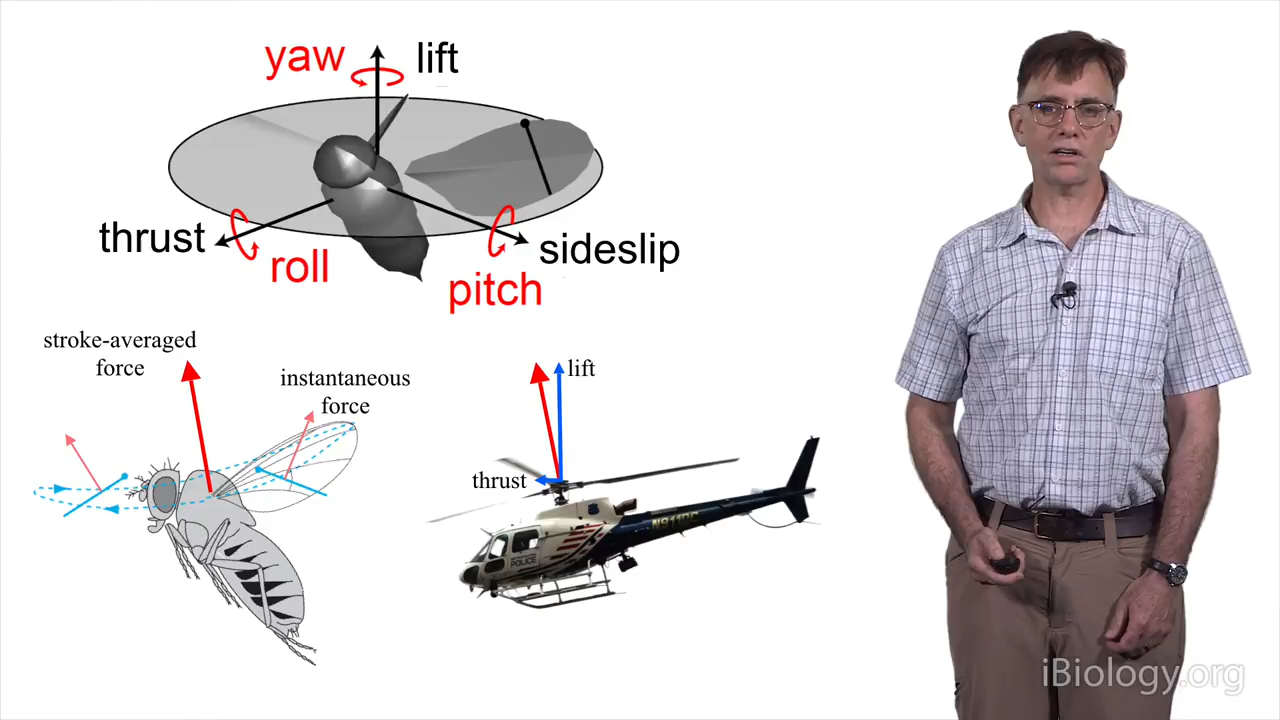 yaw
lift
thrust
roll
sideslip
pitch
stroke-averaged
force
instantaneous
force
lift
thrust
POLICE
iBiology.org